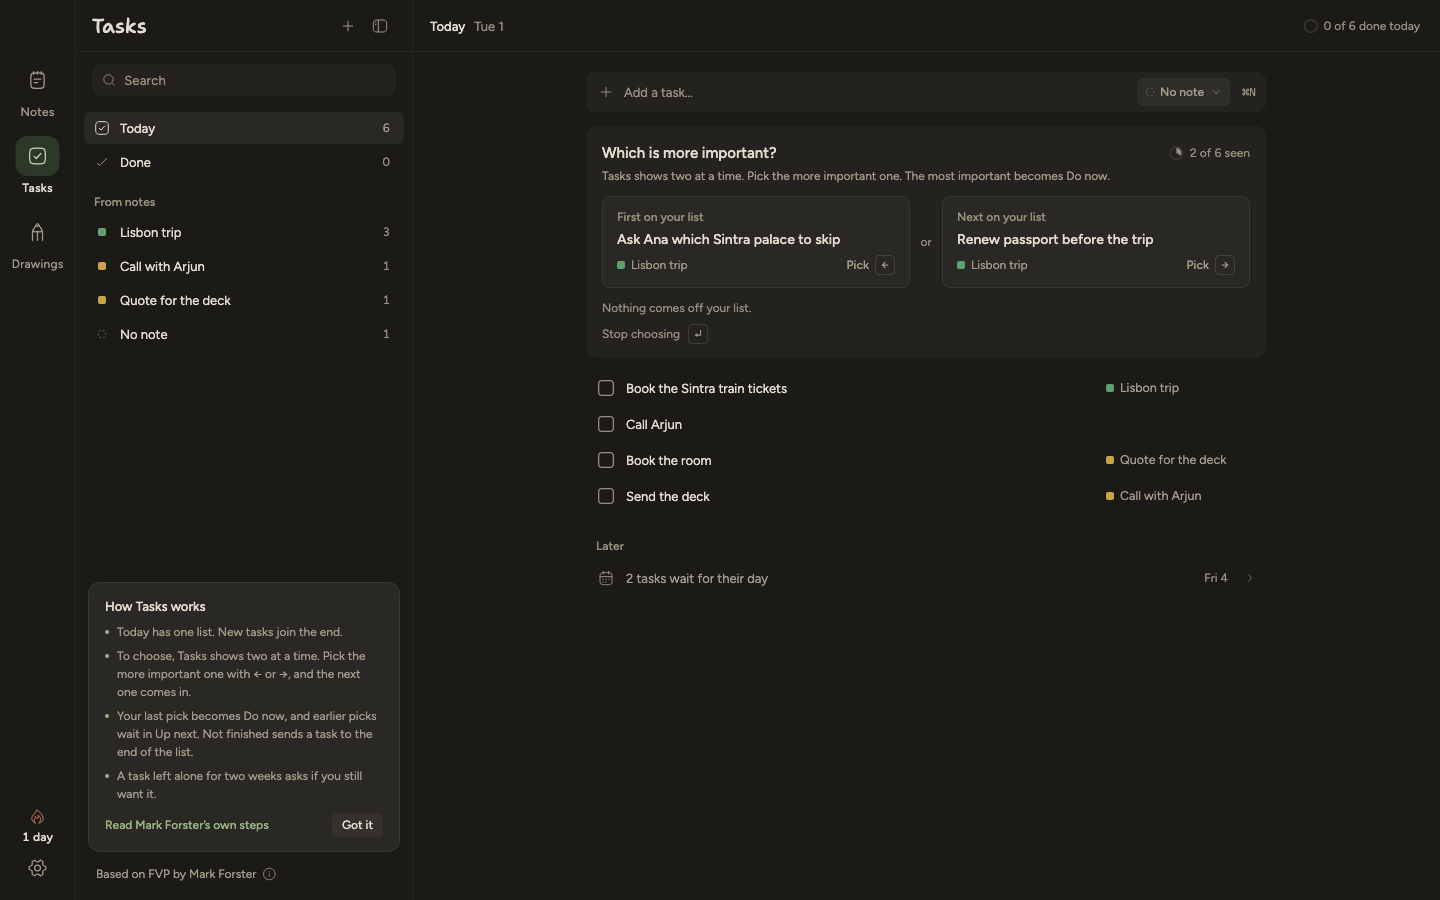 Tasks
Notes
Tasks
Drawings
1 day
Search
Today 6
Done 0
From notes
Lisbon trip 3
Call with Arjun 1
Quote for the deck 1
No note 1
How Tasks works
• Today has one list. New tasks join the end.
• To choose, Tasks shows two at a time. Pick the
more important one with ← or →, and the next
one comes in.
• Your last pick becomes Do now, and earlier picks
wait in Up next. Not finished sends a task to the
end of the list.
• A task left alone for two weeks asks if you still
want it.
Read Mark Forster's own steps Got it
Based on FVP by Mark Forster
Today Tue 1
0 of 6 done today
Add a task... No note ⌘N
Which is more important? 2 of 6 seen
Tasks shows two at a time. Pick the more important one. The most important becomes Do now.
First on your list
Ask Ana which Sintra palace to skip
Lisbon trip Pick ←
or
Next on your list
Renew passport before the trip
Lisbon trip Pick →
Nothing comes off your list.
Stop choosing ↵
Book the Sintra train tickets Lisbon trip
Call Arjun
Book the room Quote for the deck
Send the deck Call with Arjun
Later
2 tasks wait for their day Fri 4